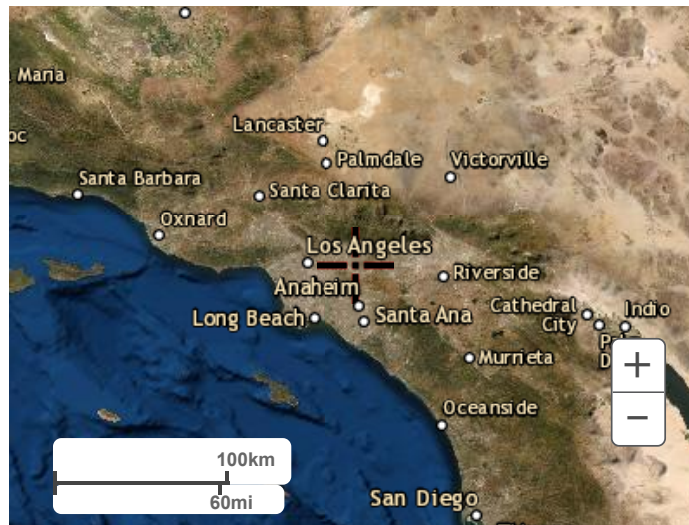 Maria
oc
Lancaster
Palmdale
Victorville
Santa Barbara
Santa Clarita
Oxnard
Los Angeles
Riverside
Anaheim
Cathedral
City
Indio
Long Beach
Santa Ana
Murrieta
Oceanside
100km
60mi
San Diego